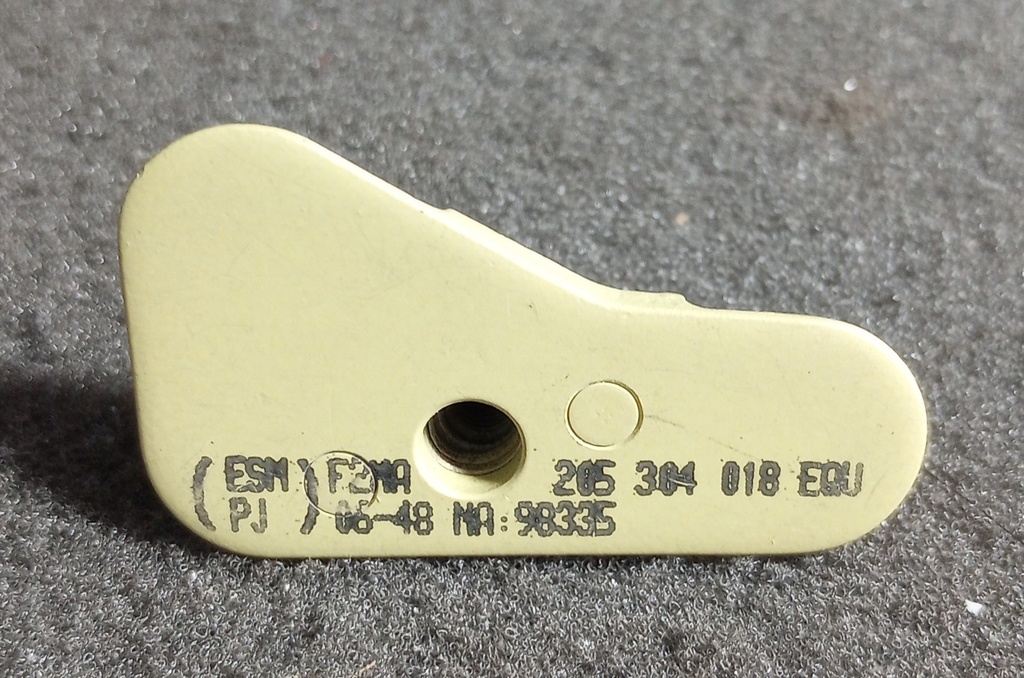 (ESM) F2MA 205 304 018 EQU
(PJ) 06-48 MA:98335